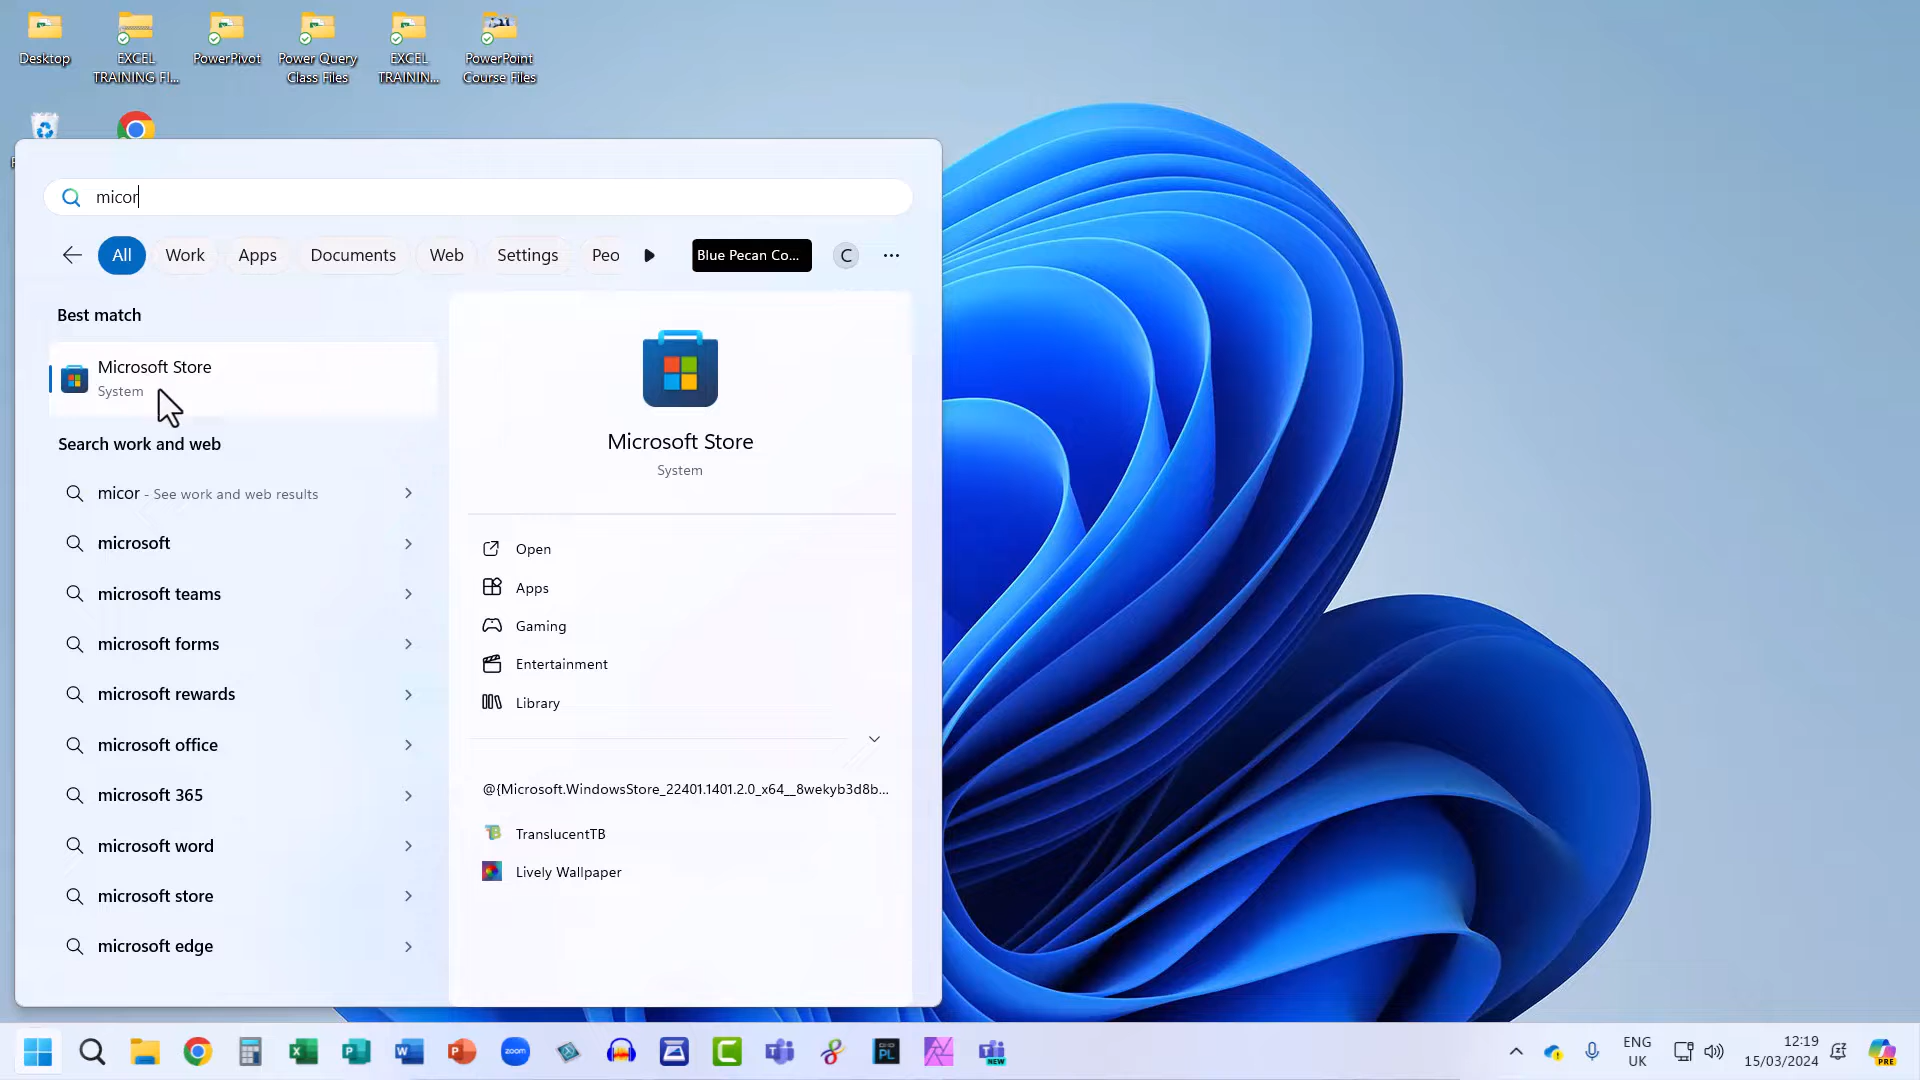 Desktop
EXCEL
TRAINING FI...
PowerPivot
Power Query
Class Files
EXCEL
TRAININ...
PowerPoint
Course Files
micor
All
Work
Apps
Documents
Web
Settings
Peo
Blue Pecan Co...
C
Best match
Microsoft Store
System
Search work and web
micor - See work and web results
microsoft
microsoft teams
microsoft forms
microsoft rewards
microsoft office
microsoft 365
microsoft word
microsoft store
microsoft edge
Microsoft Store
System
Open
Apps
Gaming
Entertainment
Library
@{Microsoft.WindowsStore_22401.1401.2.0_x64__8wekyb3d8b...
TranslucentTB
Lively Wallpaper
zoom
PL
NEW
ENG
UK
12:19
15/03/2024
PRE